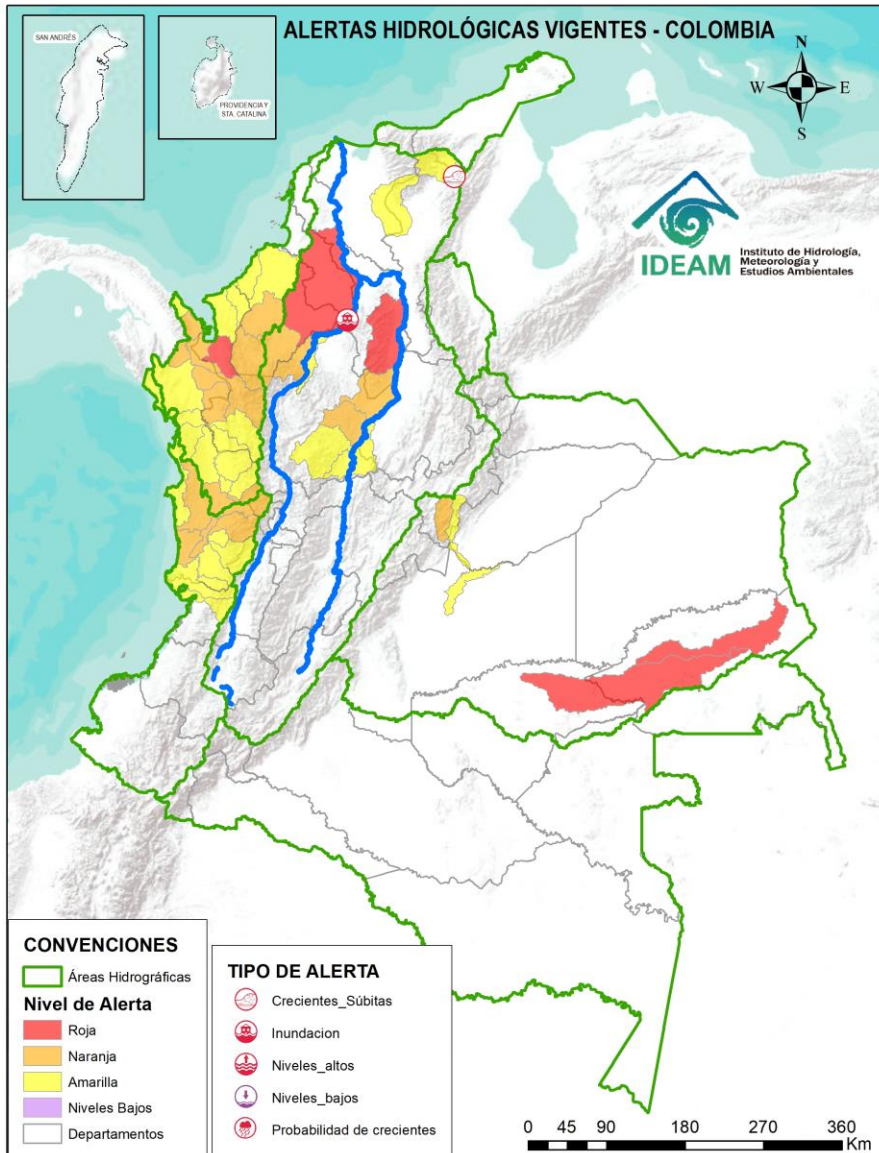 ALERTAS HIDROLÓGICAS VIGENTES - COLOMBIA
SAN ANDRÉS
PROVIDENCIA Y
STA. CATALINA
N
W
E
S
IDEAM
Instituto de Hidrología,
Meteorología y
Estudios Ambientales
CONVENCIONES
Áreas Hidrográficas
Nivel de Alerta
Roja
Naranja
Amarilla
Niveles Bajos
Departamentos
TIPO DE ALERTA
Crecientes_Súbitas
Inundacion
Niveles_altos
Niveles_bajos
Probabilidad de crecientes
0 45 90 180 270 360
Km